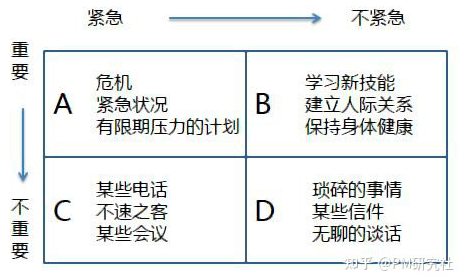 紧急
不紧急
重要
不重要
A
危机
紧急状况
有限期压力的计划
B
学习新技能
建立人际关系
保持身体健康
C
某些电话
不速之客
某些会议
D
琐碎的事情
某些信件
无聊的谈话
知乎 @PM研究社